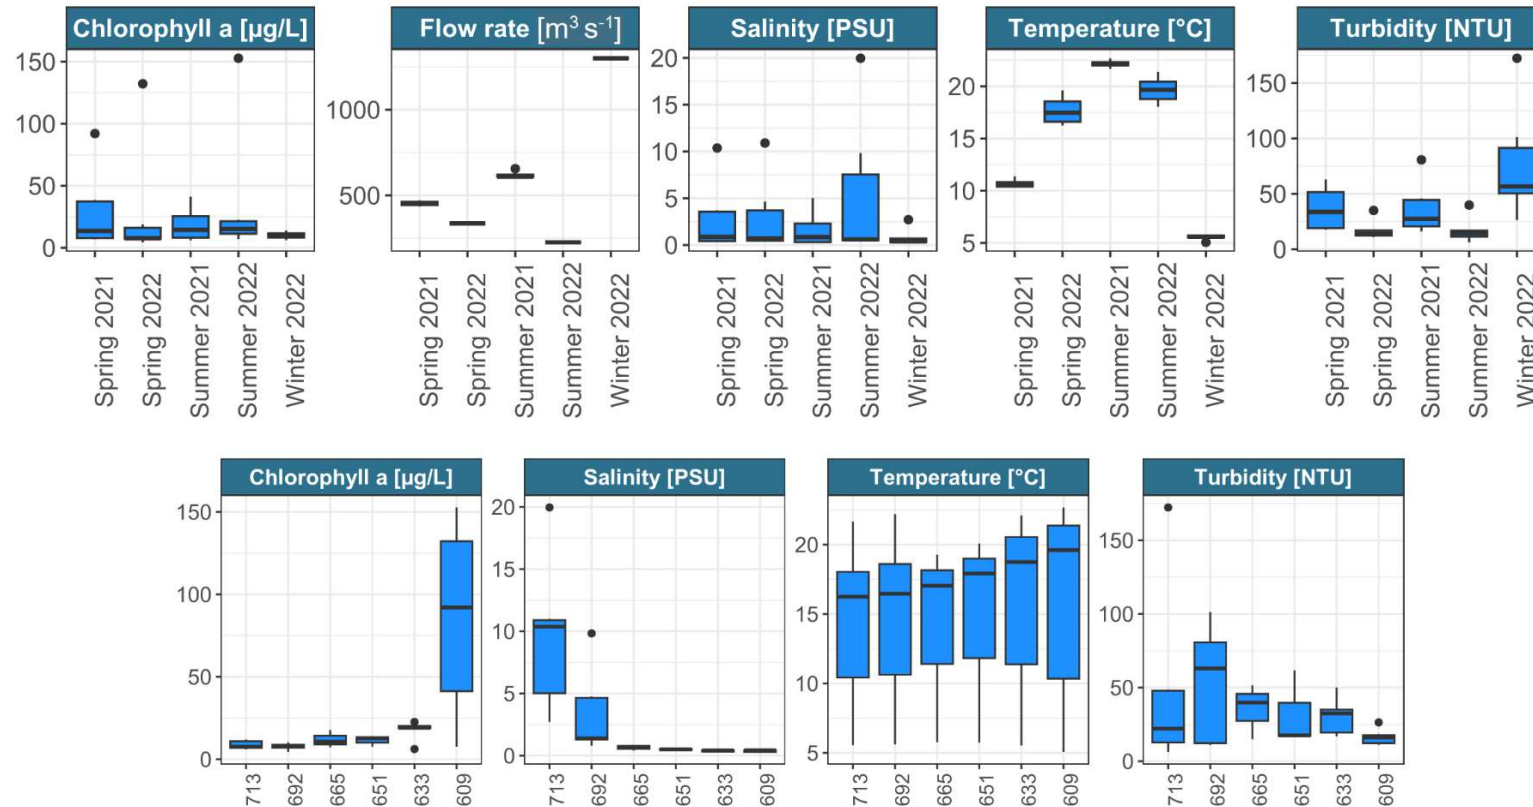 Chlorophyll a [µg/L]
150
100
50
0
Spring 2021
Spring 2022
Summer 2021
Summer 2022
Winter 2022
Flow rate [m³ s⁻¹]
1000
500
Spring 2021
Spring 2022
Summer 2021
Summer 2022
Winter 2022
Salinity [PSU]
20
15
10
5
0
Spring 2021
Spring 2022
Summer 2021
Summer 2022
Winter 2022
Temperature [°C]
20
15
10
5
Spring 2021
Spring 2022
Summer 2021
Summer 2022
Winter 2022
Turbidity [NTU]
150
100
50
0
Spring 2021
Spring 2022
Summer 2021
Summer 2022
Winter 2022
Chlorophyll a [µg/L]
150
100
50
0
713
692
665
651
633
609
Salinity [PSU]
20
15
10
5
0
713
692
665
651
633
609
Temperature [°C]
20
15
10
5
713
692
665
651
633
609
Turbidity [NTU]
150
100
50
0
713
692
665
651
633
609